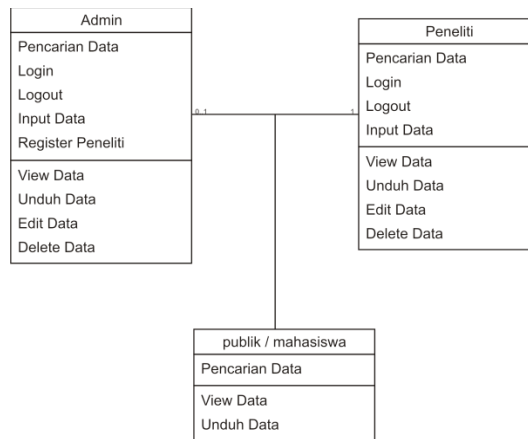 Admin
Pencarian Data
Login
Logout
Input Data
Register Peneliti
View Data
Unduh Data
Edit Data
Delete Data
0..1
1
Peneliti
Pencarian Data
Login
Logout
Input Data
View Data
Unduh Data
Edit Data
Delete Data
publik / mahasiswa
Pencarian Data
View Data
Unduh Data